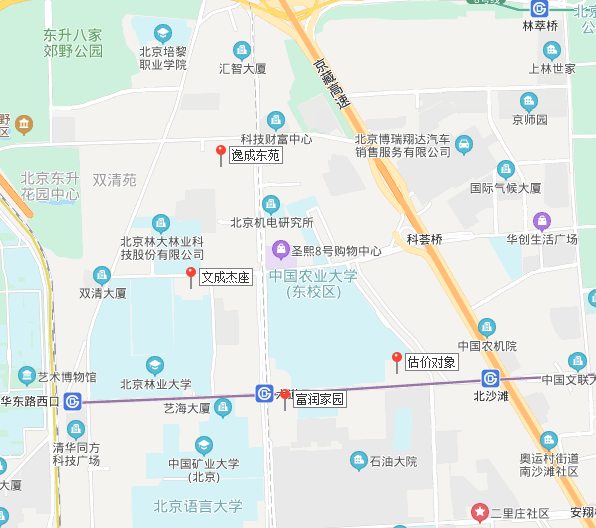 林萃桥
东升八家
郊野公园
北京培黎
职业学院
汇智大厦
京藏高速
上林世家
京师园
科技财富中心
北京博瑞翔达汽车
销售服务有限公司
逸成东苑
北京东升
花园中心
双清苑
国际气候大厦
北京机电研究所
北京林大林业科
技股份有限公司
圣熙8号购物中心
科荟桥
华创生活广场
中国农业大学
(东校区)
文成杰座
双清大厦
中国农机院
估价对象
艺术博物馆
北京林业大学
北沙滩
中国文联大
华东路西口
艺海大厦
富润家园
清华同方
科技广场
中国矿业大学
(北京)
石油大院
奥运村街道
南沙滩社区
大厦
北京语言大学
二里庄社区
安翔桥